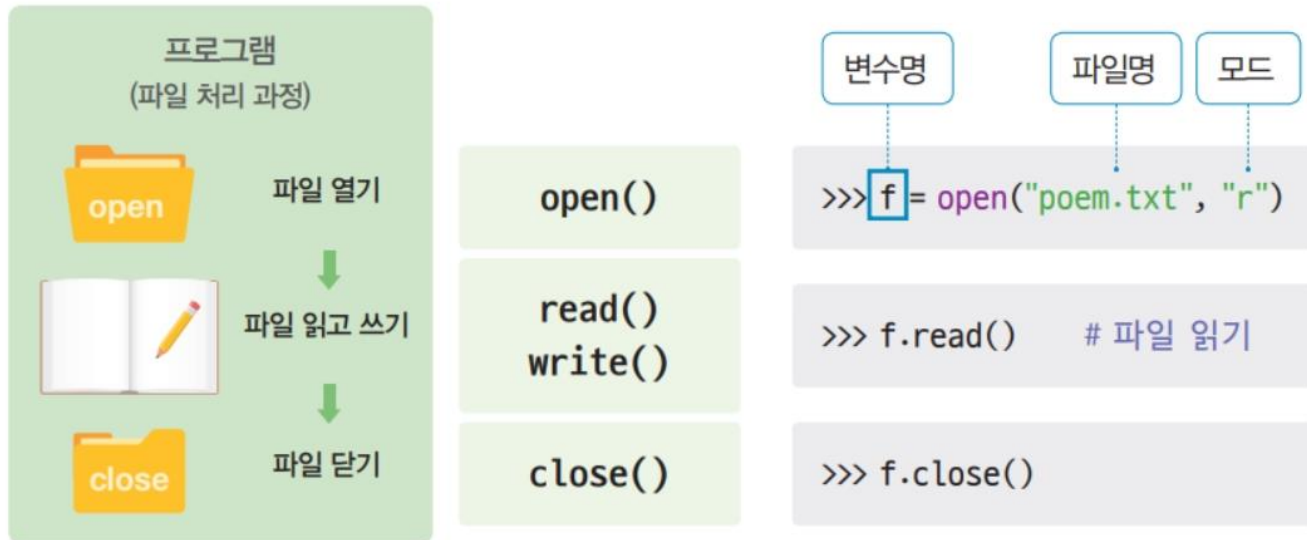 프로그램
(파일 처리 과정)
open
파일 열기
파일 읽고 쓰기
close
파일 닫기
open()
read()
write()
close()
변수명
파일명
모드
>>> f = open("poem.txt", "r")
>>> f.read() # 파일 읽기
>>> f.close()